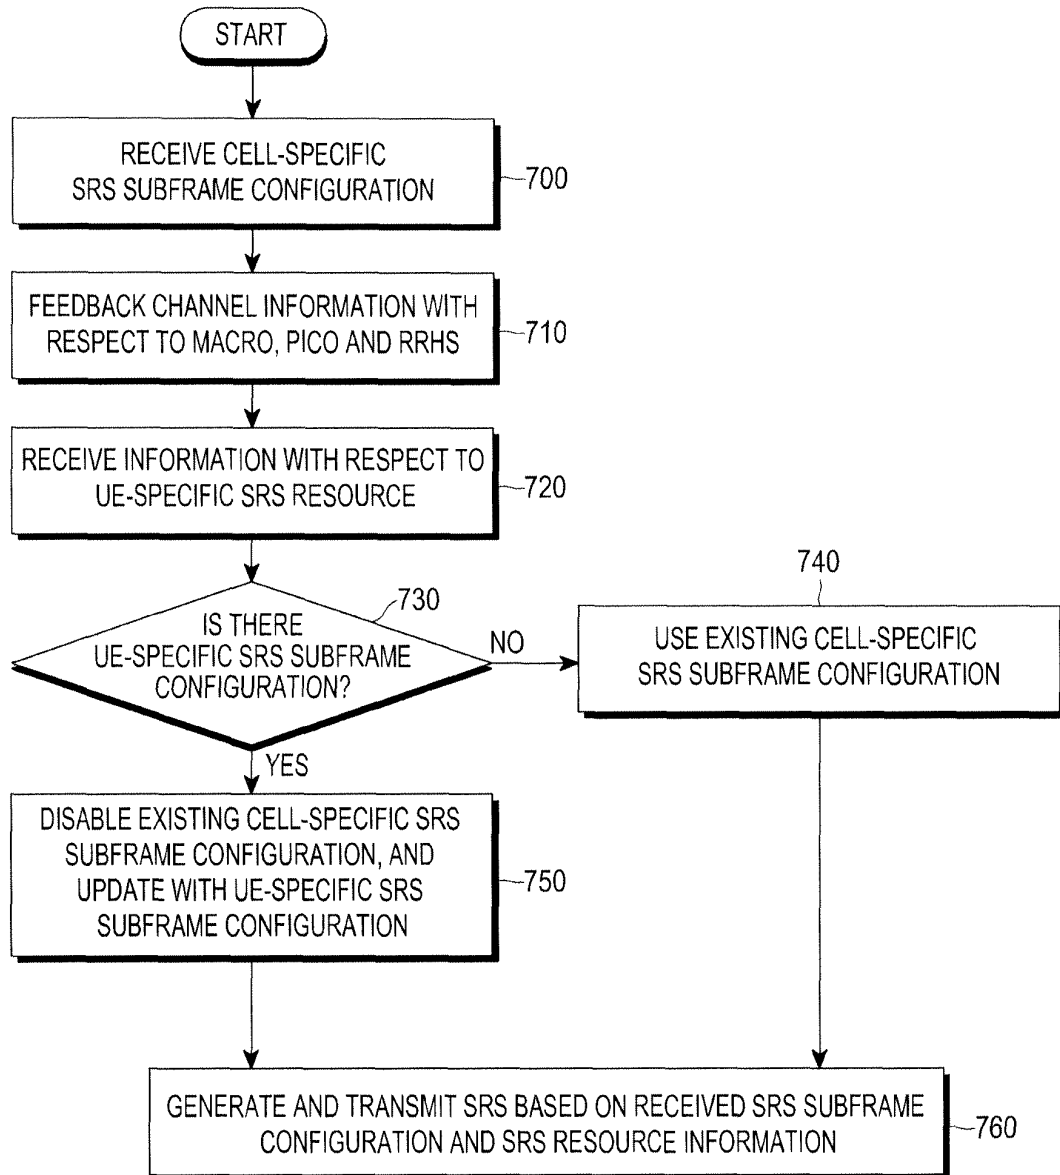 START
RECEIVE CELL-SPECIFIC
SRS SUBFRAME CONFIGURATION
700
FEEDBACK CHANNEL INFORMATION WITH
RESPECT TO MACRO, PICO AND RRHS
710
RECEIVE INFORMATION WITH RESPECT TO
UE-SPECIFIC SRS RESOURCE
720
730
IS THERE
UE-SPECIFIC SRS SUBFRAME
CONFIGURATION?
NO
740
USE EXISTING CELL-SPECIFIC
SRS SUBFRAME CONFIGURATION
YES
DISABLE EXISTING CELL-SPECIFIC SRS
SUBFRAME CONFIGURATION, AND
UPDATE WITH UE-SPECIFIC SRS
SUBFRAME CONFIGURATION
750
GENERATE AND TRANSMIT SRS BASED ON RECEIVED SRS SUBFRAME
CONFIGURATION AND SRS RESOURCE INFORMATION
760